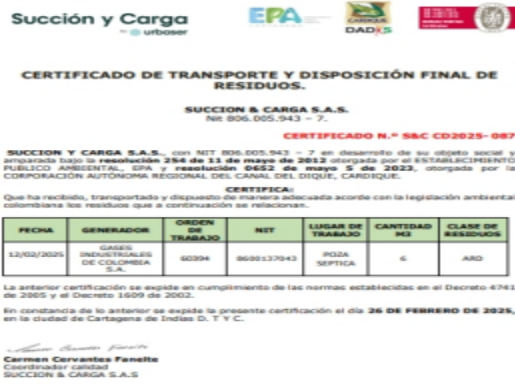 Succión y Carga
by urbaser
EPA
CARDIQUE
DADIS
BUREAU VERITAS
CERTIFICADO DE TRANSPORTE Y DISPOSICIÓN FINAL DE
RESIDUOS.
SUCCION & CARGA S.A.S.
Nit 806.005.943 – 7.
CERTIFICADO N.º S&C CD2025-087
SUCCION Y CARGA S.A.S., con NIT 806.005.943 – 7 en desarrollo de su objeto social y
amparada bajo la resolución 254 de 11 de mayo de 2012 otorgada por el ESTABLECIMIENTO
PUBLICO AMBIENTAL, EPA y resolución 0652 de mayo 5 de 2023, otorgada por la
CORPORACIÓN AUTÓNOMA REGIONAL DEL CANAL DEL DIQUE, CARDIQUE.
CERTIFICA:
Que ha recibido, transportado y dispuesto de manera adecuada acorde con la legislación ambiental
colombiana los residuos que a continuación se relacionan.
FECHA GENERADOR ORDEN DE TRABAJO NIT LUGAR DE TRABAJO CANTIDAD M3 CLASE DE RESIDUOS
12/02/2025 GASES INDUSTRIALES DE COLOMBIA S.A. 60394 POZA SEPTICA 6 ARD
La anterior certificación se expide en cumplimiento de las normas establecidas en el Decreto 4741
de 2005 y el Decreto 1609 de 2002.
En constancia de lo anterior se expide la presente certificación el día 26 DE FEBRERO DE 2025,
en la ciudad de Cartagena de Indias D. T Y C.
Carmen Cervantes Faneite
Coordinador calidad
SUCCION & CARGA S.A.S